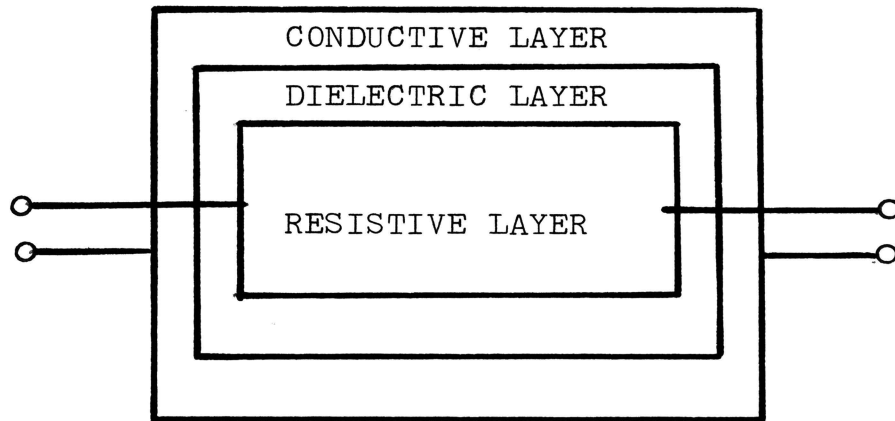 CONDUCTIVE LAYER
DIELECTRIC LAYER
RESISTIVE LAYER